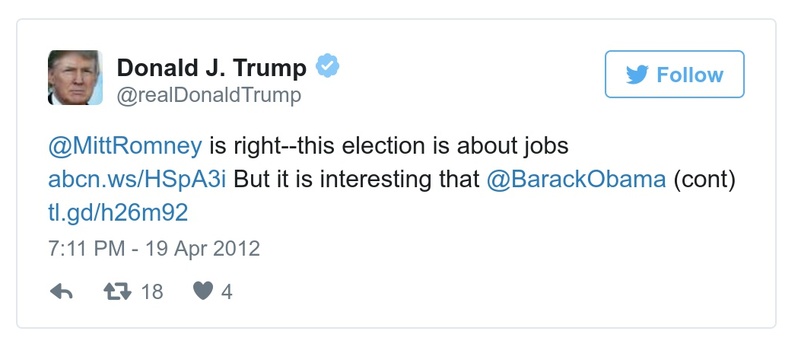 Donald J. Trump
@realDonaldTrump
Follow
@MittRomney is right--this election is about jobs
abcn.ws/HSpA3i But it is interesting that @BarackObama (cont)
tl.gd/h26m92
7:11 PM - 19 Apr 2012
18 4